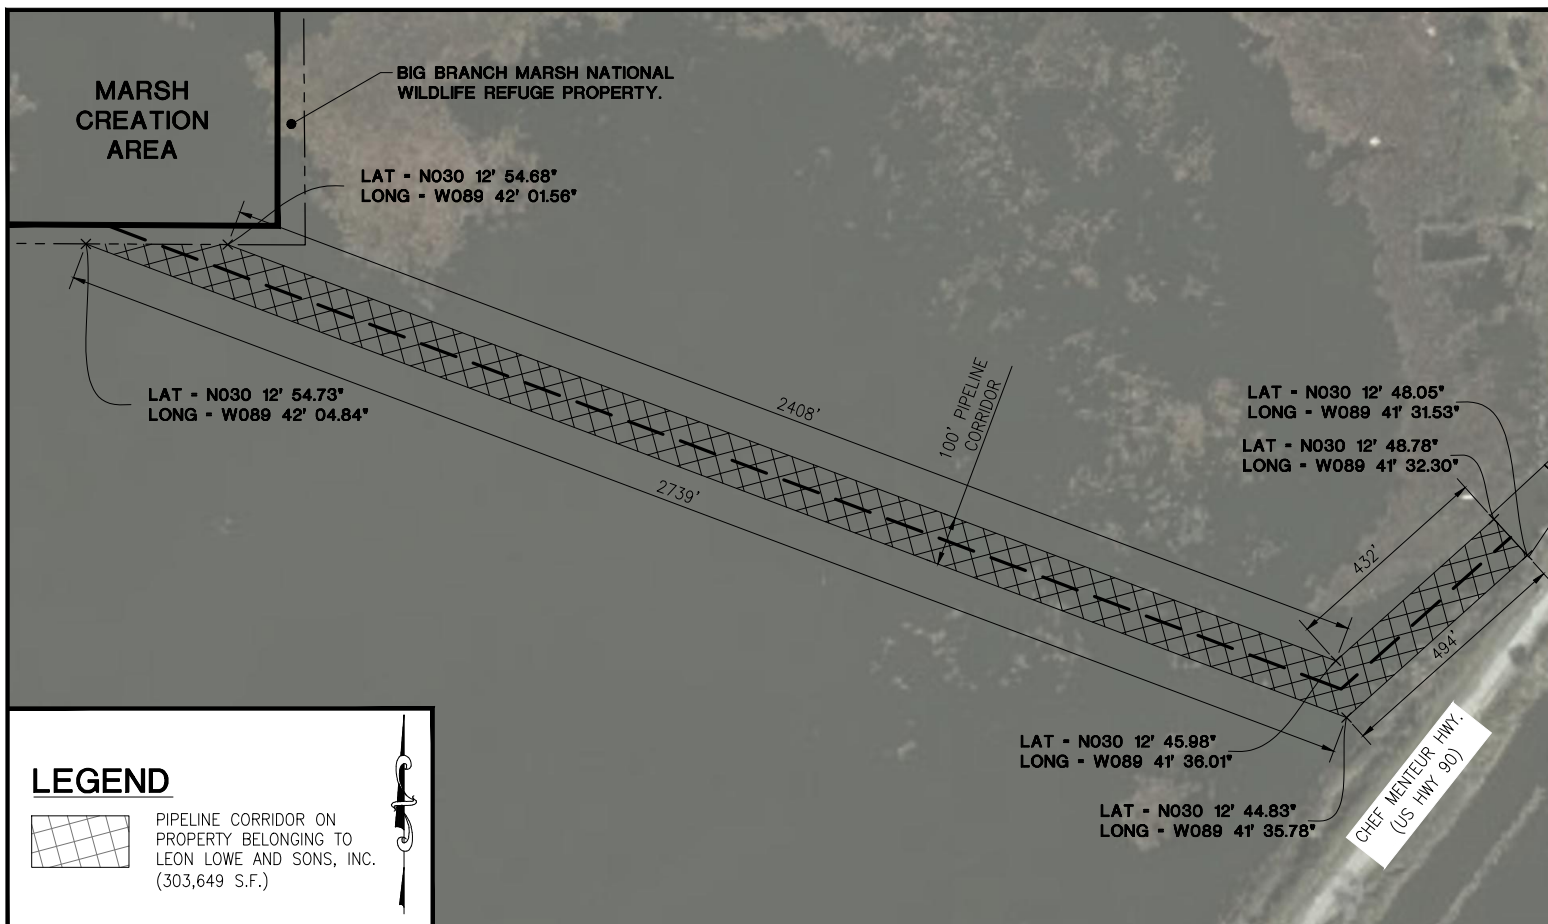 MARSH
CREATION
AREA
BIG BRANCH MARSH NATIONAL
WILDLIFE REFUGE PROPERTY.
LAT - N030 12' 54.68"
LONG - W089 42' 01.56"
LAT - N030 12' 54.73"
LONG - W089 42' 04.84"
2408'
2739'
100' PIPELINE
CORRIDOR
LAT - N030 12' 48.05"
LONG - W089 41' 31.53"
LAT - N030 12' 48.78"
LONG - W089 41' 32.30"
432'
494'
LAT - N030 12' 45.98"
LONG - W089 41' 36.01"
LAT - N030 12' 44.83"
LONG - W089 41' 35.78"
CHEF MENTEUR HWY.
(US HWY 90)
LEGEND
PIPELINE CORRIDOR ON
PROPERTY BELONGING TO
LEON LOWE AND SONS, INC.
(303,649 S.F.)